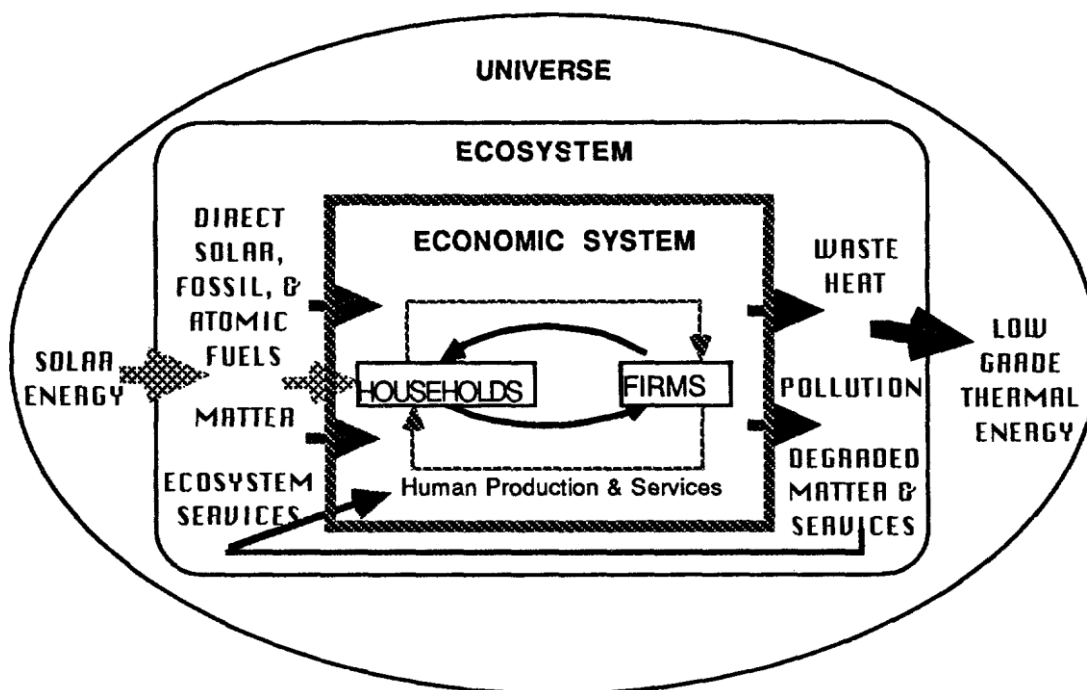 UNIVERSE
ECOSYSTEM
DIRECT
SOLAR,
FOSSIL, &
ATOMIC
FUELS
SOLAR
ENERGY
MATTER
ECOSYSTEM
SERVICES
ECONOMIC SYSTEM
HOUSEHOLDS
FIRMS
Human Production & Services
WASTE
HEAT
POLLUTION
DEGRADED
MATTER &
SERVICES
LOW
GRADE
THERMAL
ENERGY